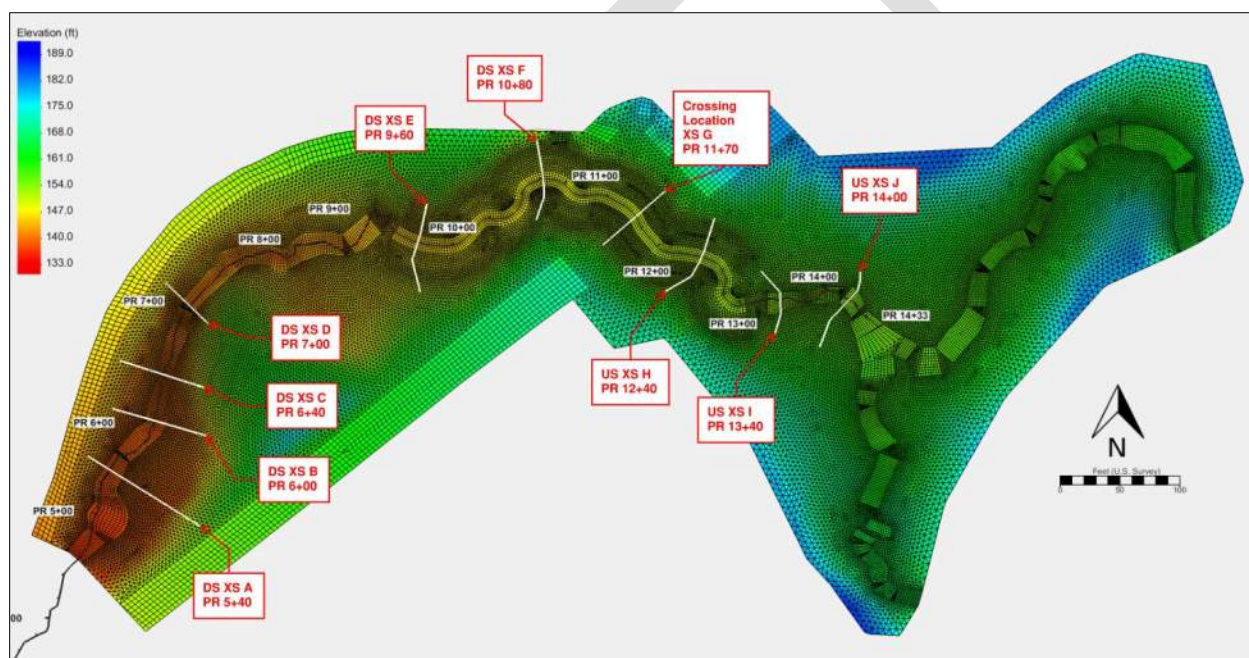 Elevation (ft)
189.0
182.0
175.0
168.0
161.0
154.0
147.0
140.0
133.0
DS XS F
PR 10+80
DS XS E
PR 9+60
Crossing
Location
XS G
PR 11+70
US XS J
PR 14+00
PR 11+00
PR 9+00
PR 10+00
PR 8+00
PR 12+00
PR 14+00
PR 7+00
PR 14+33
PR 13+00
DS XS D
PR 7+00
US XS H
PR 12+40
DS XS C
PR 6+40
US XS I
PR 13+40
PR 6+00
DS XS B
PR 6+00
N
Feet (U.S. Survey)
0 50 100
PR 5+00
DS XS A
PR 5+40
00